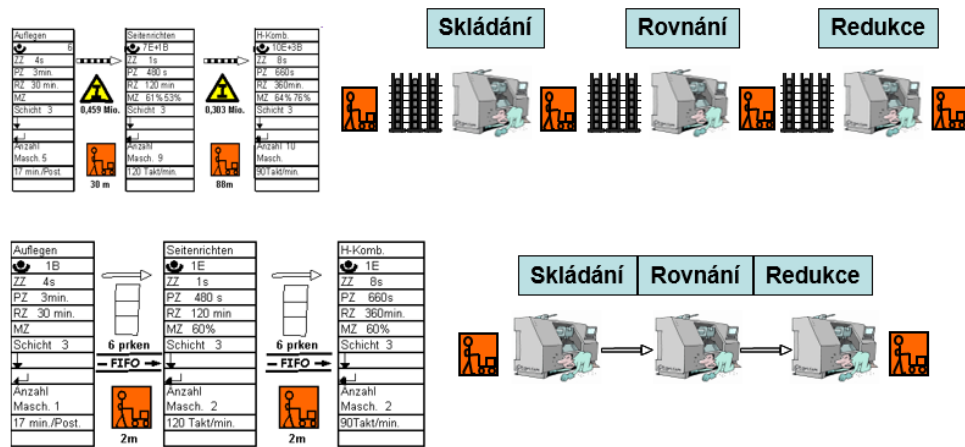 Auflegen
6
ZZ 4s
PZ 3min.
RZ 30 min
MZ
Schicht 3
Anzahl
Masch. 5
17 min./Post.
0,459 Mio.
30 m
Seitenrichten
7E+1B
ZZ 1s
PZ 480 s
RZ 120 min
MZ 61%53%
Schicht 3
Anzahl
Masch. 9
120 Takt/min.
0,303 Mio.
88m
H-Komb.
10E+3B
ZZ 8s
PZ 660s
RZ 360min.
MZ 64%76%
Schicht 3
Anzahl 10
Masch.
90Takt/min.
Skládání
Rovnání
Redukce
Auflegen
1B
ZZ 4s
PZ 3min.
RZ 30 min.
MZ
Schicht 3
Anzahl
Masch. 1
17 min./Post.
6 prken
FIFO
2m
Seitenrichten
1E
ZZ 1s
PZ 480 s
RZ 120 min
MZ 60%
Schicht 3
Anzahl
Masch. 2
120 Takt/min.
6 prken
FIFO
2m
H-Komb.
1E
ZZ 8s
PZ 660s
RZ 360min.
MZ 60%
Schicht 3
Anzahl
Masch. 2
90Takt/min.
Skládání
Rovnání
Redukce